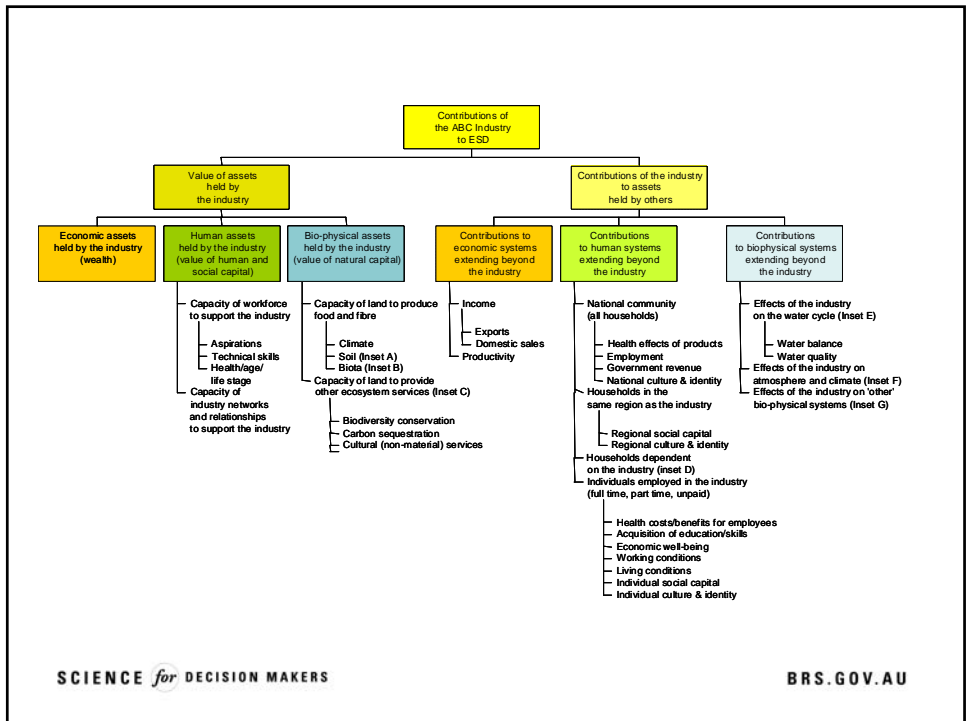 Contributions of
the ABC Industry
to ESD
Value of assets
held by
the industry
Contributions of the industry
to assets
held by others
Economic assets
held by the industry
(wealth)
Human assets
held by the industry
(value of human and
social capital)
Bio-physical assets
held by the industry
(value of natural capital)
Contributions to
economic systems
extending beyond
the industry
Contributions
to human systems
extending beyond
the industry
Contributions
to biophysical systems
extending beyond
the industry
Capacity of workforce
to support the industry
Aspirations
Technical skills
Health/age/
life stage
Capacity of
industry networks
and relationships
to support the industry
Capacity of land to produce
food and fibre
Climate
Soil (Inset A)
Biota (Inset B)
Capacity of land to provide
other ecosystem services (Inset C)
Biodiversity conservation
Carbon sequestration
Cultural (non-material) services
Income
Exports
Domestic sales
Productivity
National community
(all households)
Health effects of products
Employment
Government revenue
National culture & identity
Households in the
same region as the industry
Regional social capital
Regional culture & identity
Households dependent
on the industry (inset D)
Individuals employed in the industry
(full time, part time, unpaid)
Health costs/benefits for employees
Acquisition of education/skills
Economic well-being
Working conditions
Living conditions
Individual social capital
Individual culture & identity
Effects of the industry
on the water cycle (Inset E)
Water balance
Water quality
Effects of the industry on
atmosphere and climate (Inset F)
Effects of the industry on 'other'
bio-physical systems (Inset G)
SCIENCE for DECISION MAKERS
BRS.GOV.AU